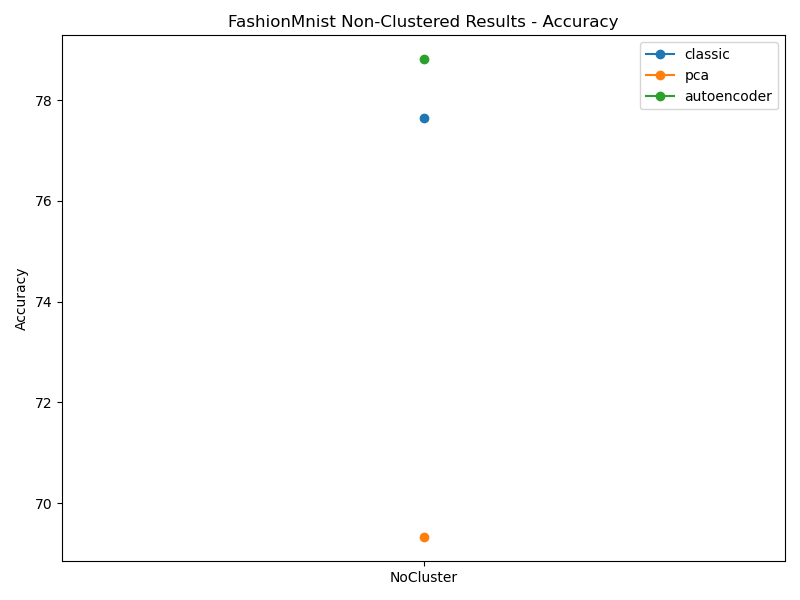 FashionMnist Non-Clustered Results - Accuracy
classic
pca
autoencoder
78
76
74
72
70
Accuracy
NoCluster